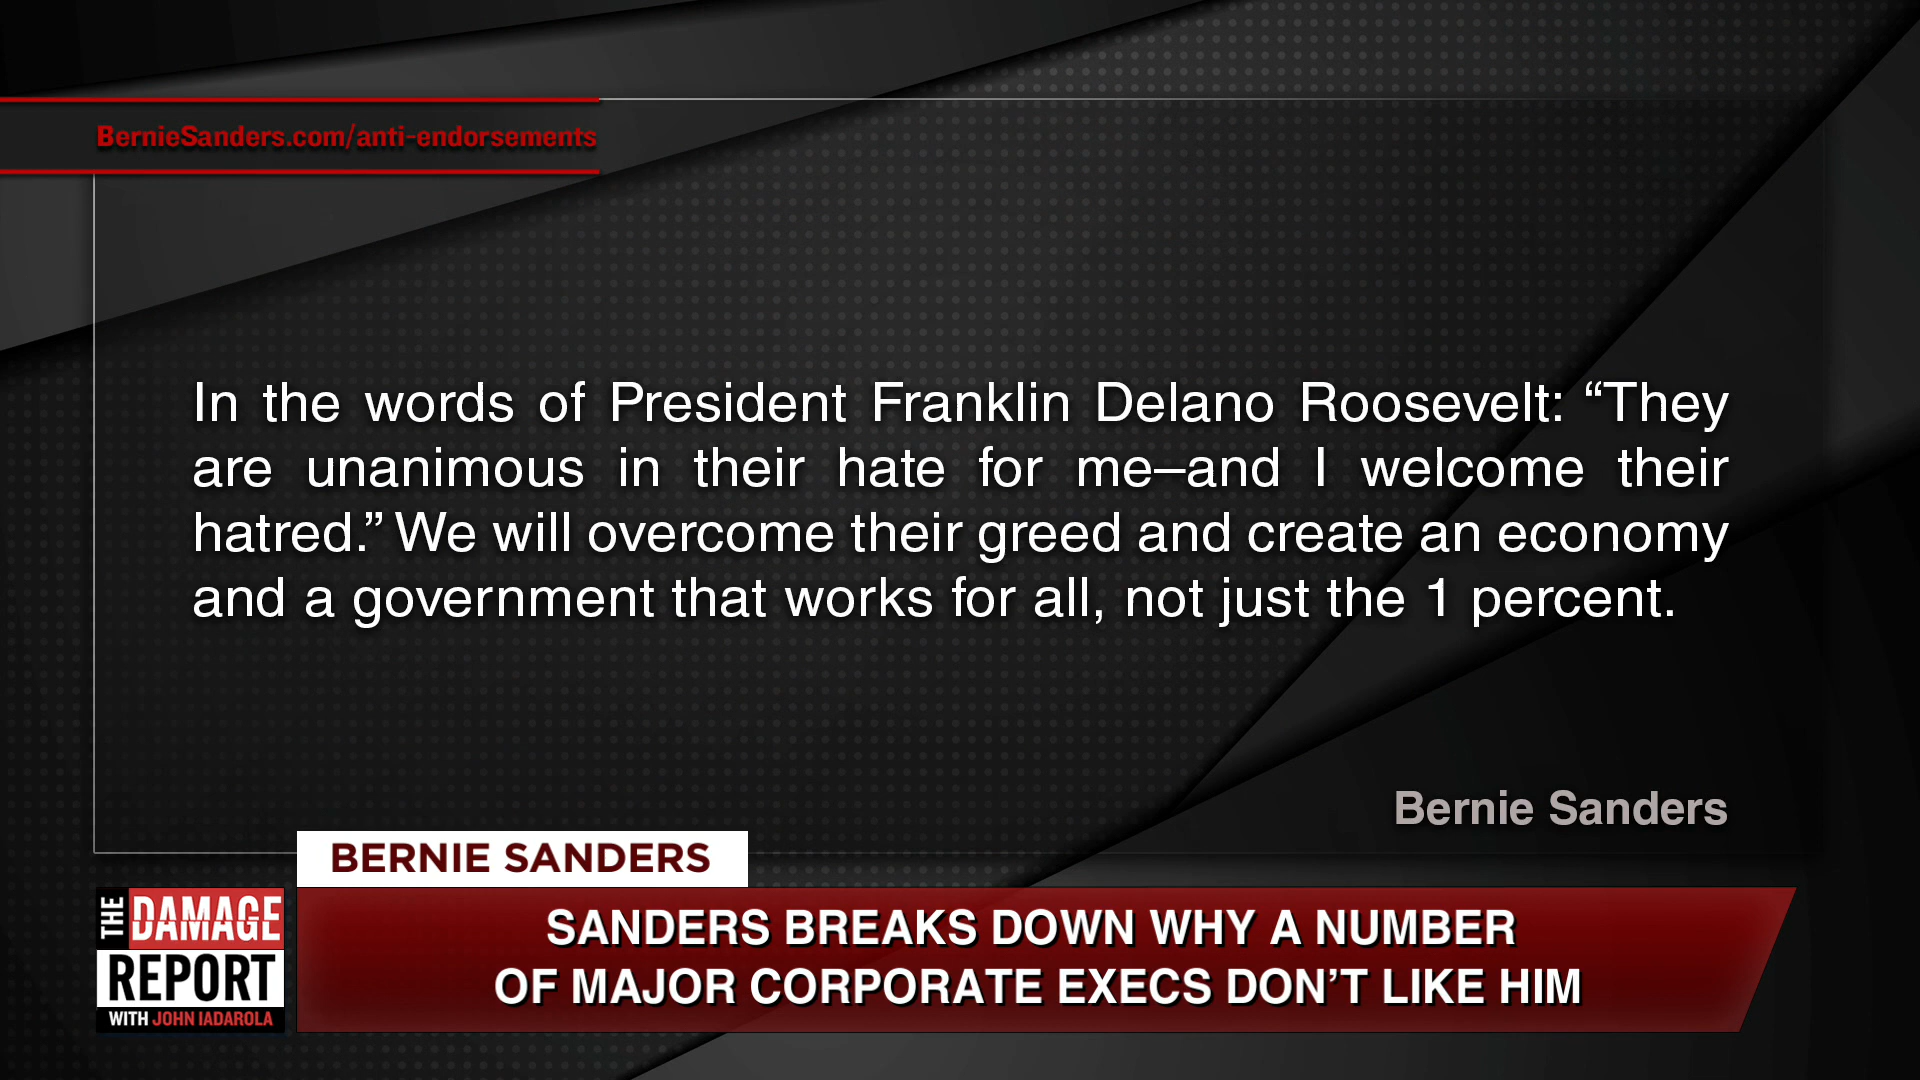 BernieSanders.com/anti-endorsements
In the words of President Franklin Delano Roosevelt: “They
are unanimous in their hate for me—and I welcome their
hatred.” We will overcome their greed and create an economy
and a government that works for all, not just the 1 percent.
Bernie Sanders
BERNIE SANDERS
SANDERS BREAKS DOWN WHY A NUMBER
OF MAJOR CORPORATE EXECS DON’T LIKE HIM
THE DAMAGE
REPORT
WITH JOHN IADAROLA